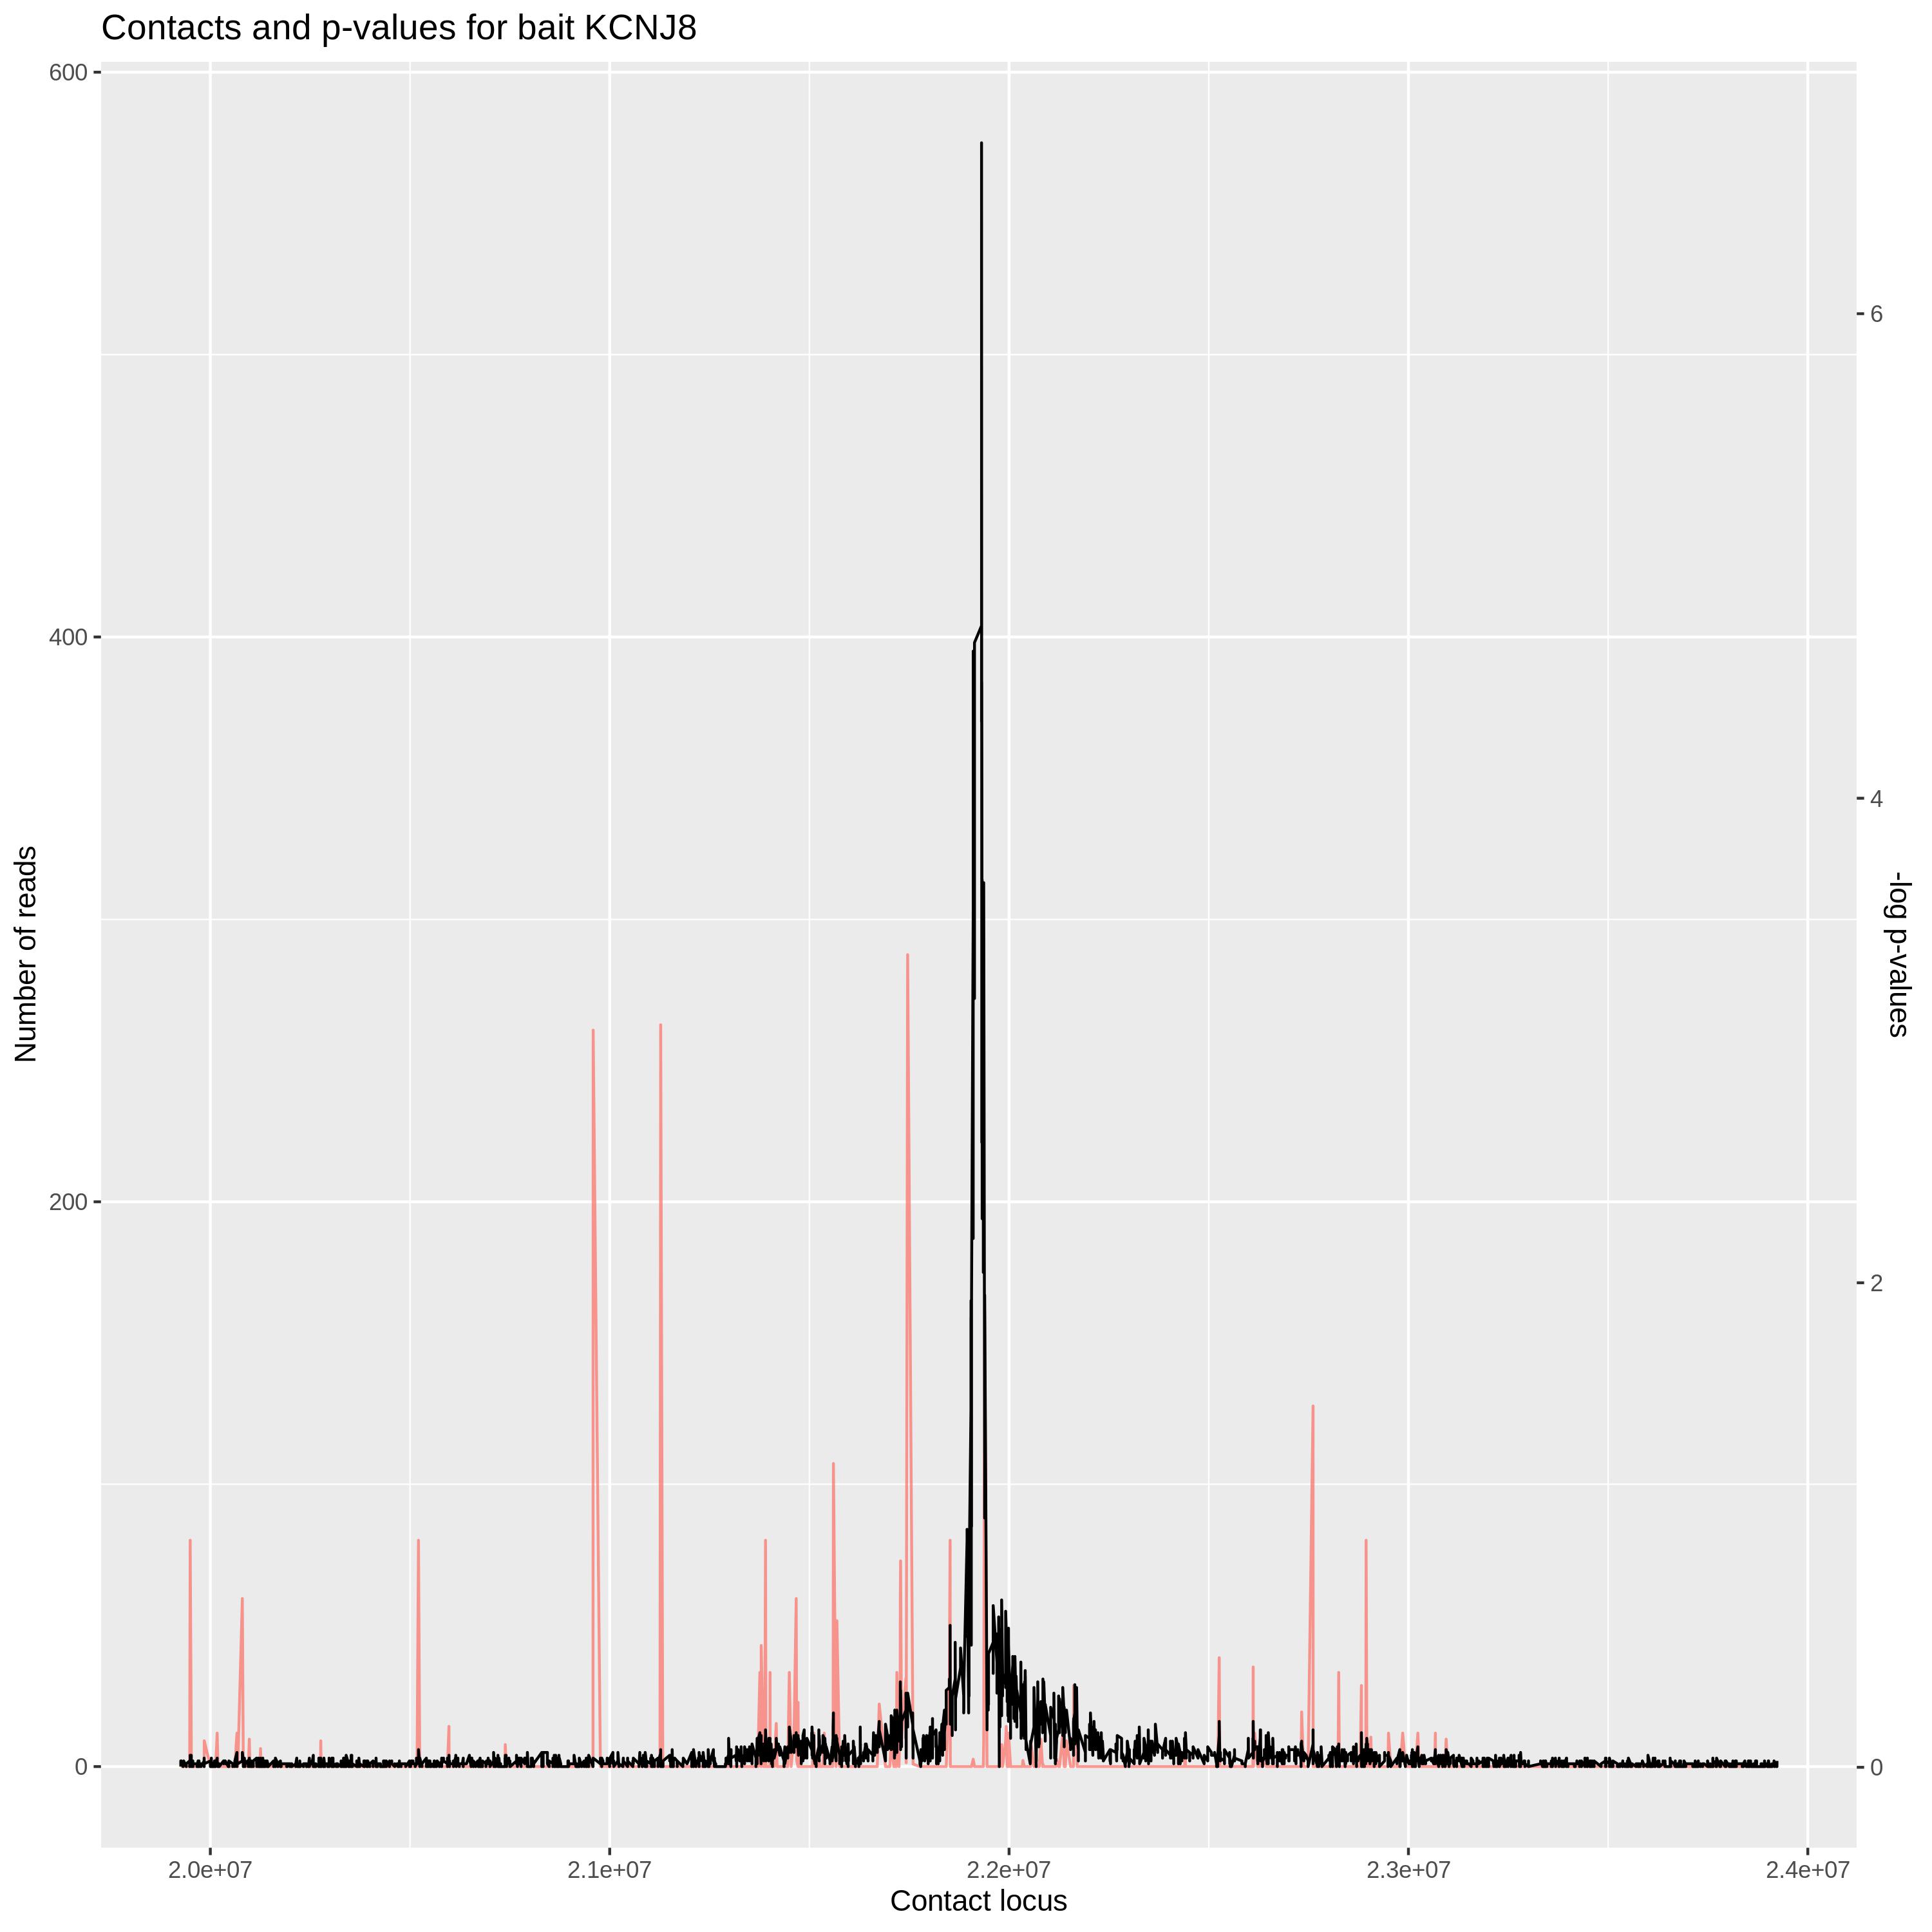 Contacts and p-values for bait KCNJ8
600
400
200
0
Number of reads
6
4
2
0
-log p-values
2.0e+07
2.1e+07
2.2e+07
2.3e+07
2.4e+07
Contact locus